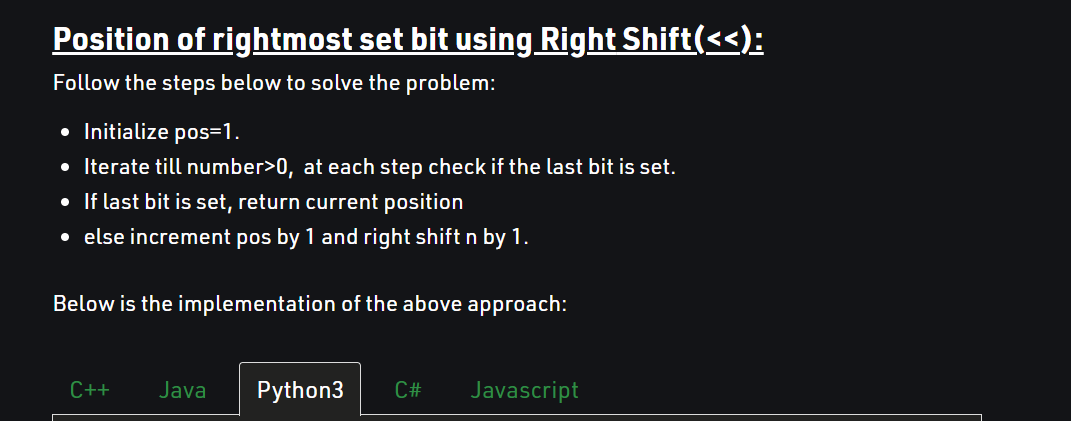 Position of rightmost set bit using Right Shift(<<):
Follow the steps below to solve the problem:
• Initialize pos=1.
• Iterate till number>0, at each step check if the last bit is set.
• If last bit is set, return current position
• else increment pos by 1 and right shift n by 1.
Below is the implementation of the above approach:
C++ Java Python3 C# Javascript